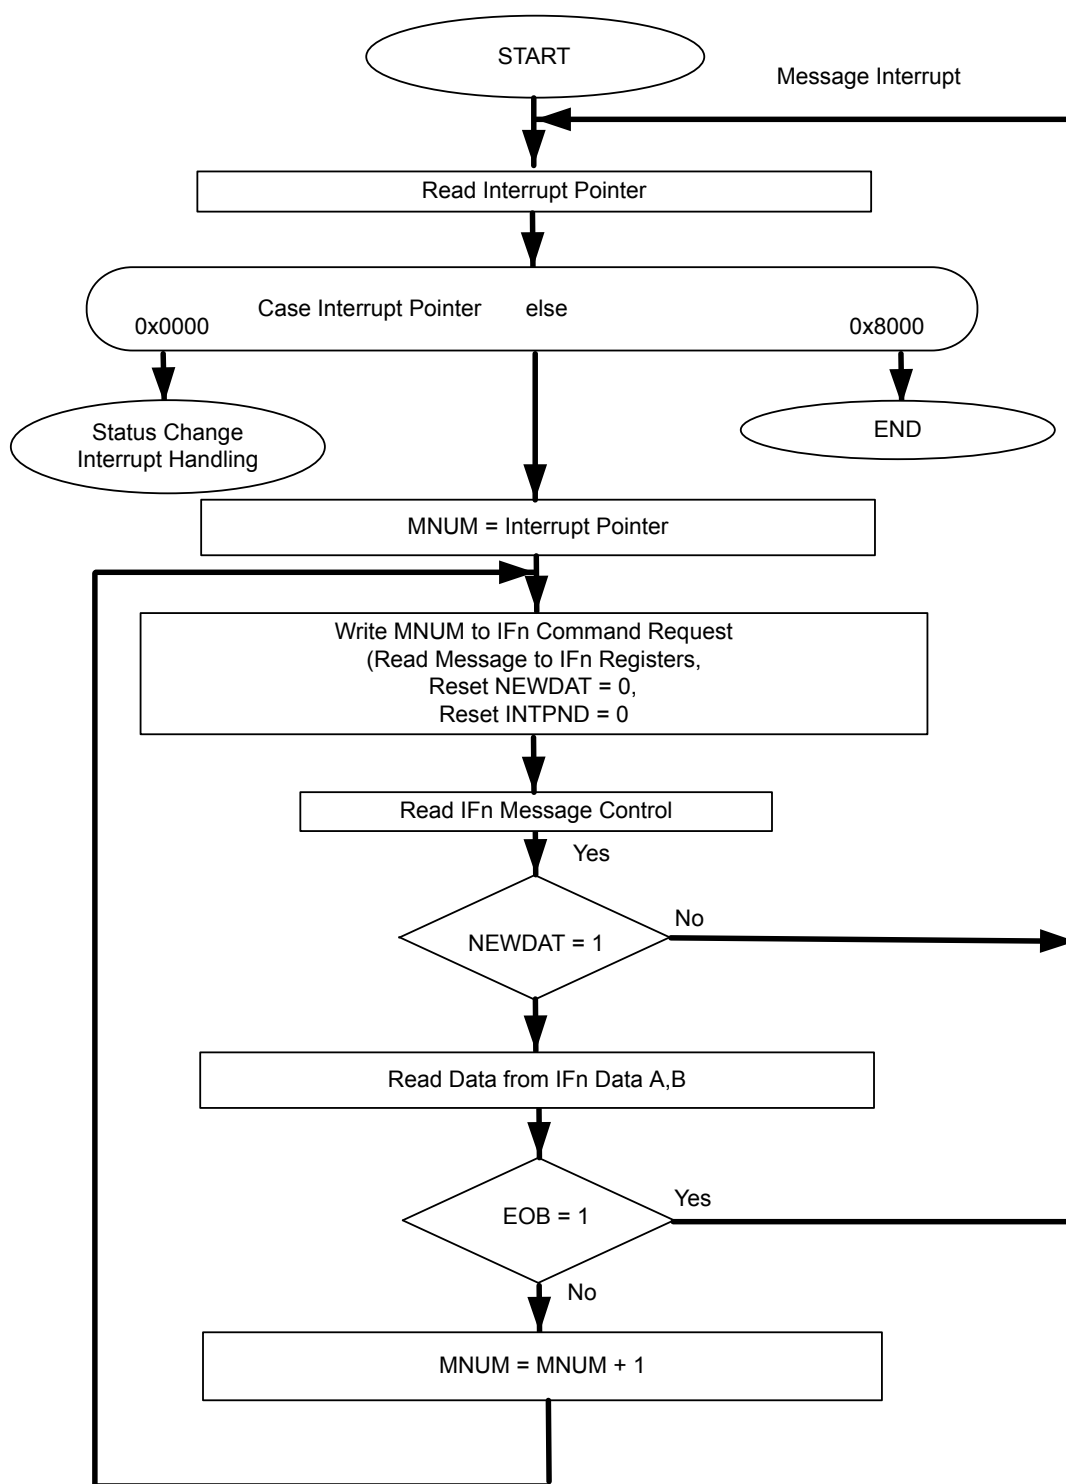 START
Message Interrupt
Read Interrupt Pointer
Case Interrupt Pointer else
0x0000
0x8000
Status Change
Interrupt Handling
END
MNUM = Interrupt Pointer
Write MNUM to IFn Command Request
(Read Message to IFn Registers,
Reset NEWDAT = 0,
Reset INTPND = 0
Read IFn Message Control
Yes
No
NEWDAT = 1
Read Data from IFn Data A,B
Yes
EOB = 1
No
MNUM = MNUM + 1